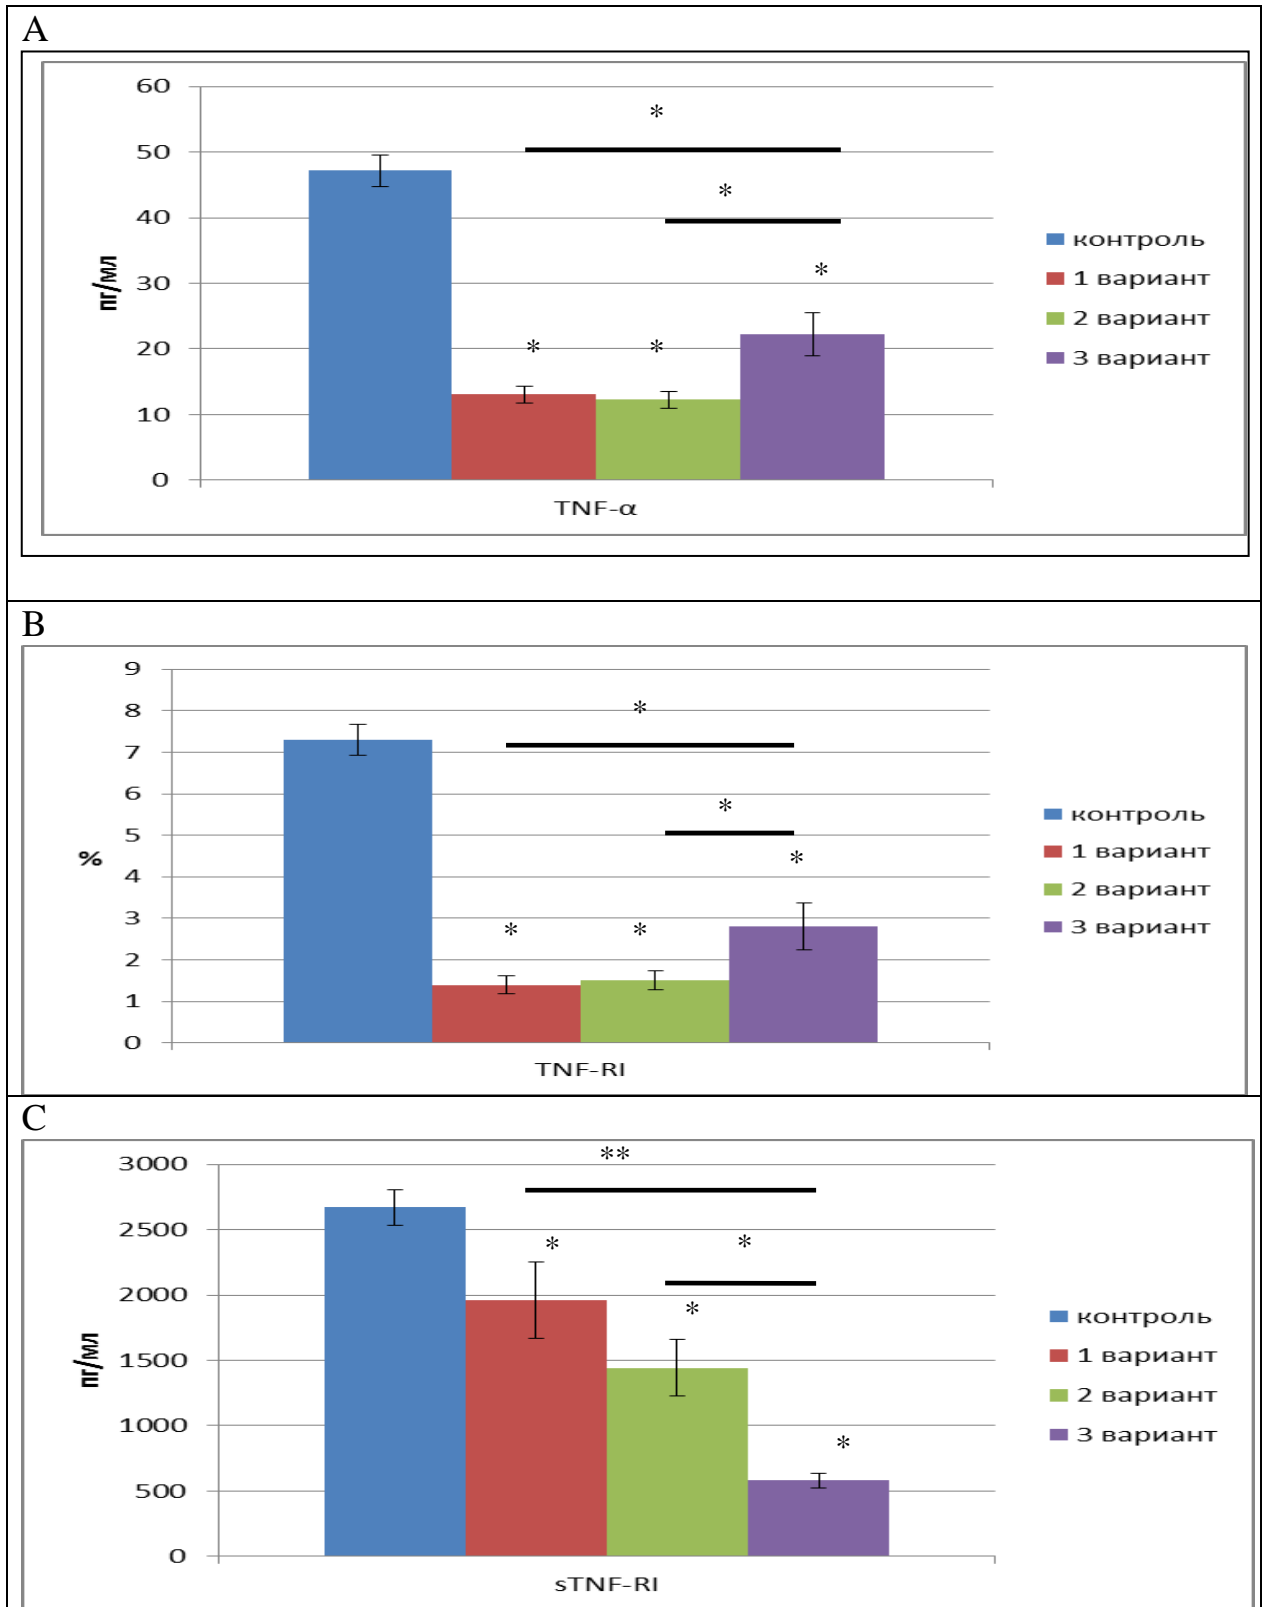 A
60
50
40
30
20
10
0
пг/мл
*
*
*
*
*
TNF-α
контроль
1 вариант
2 вариант
3 вариант
B
9
8
7
6
5
4
3
2
1
0
%
*
*
*
*
*
TNF-RI
контроль
1 вариант
2 вариант
3 вариант
C
3000
2500
2000
1500
1000
500
0
пг/мл
**
*
*
*
*
sTNF-RI
контроль
1 вариант
2 вариант
3 вариант